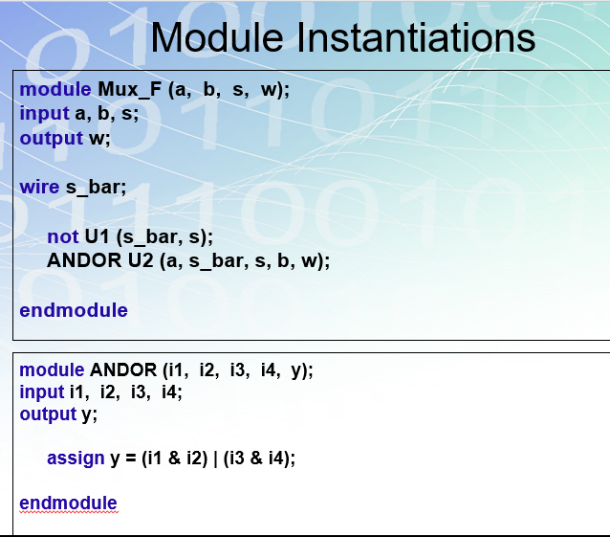 Module Instantiations
module Mux_F (a, b, s, w);
input a, b, s;
output w;
wire s_bar;
not U1 (s_bar, s);
ANDOR U2 (a, s_bar, s, b, w);
endmodule
module ANDOR (i1, i2, i3, i4, y);
input i1, i2, i3, i4;
output y;
assign y = (i1 & i2) | (i3 & i4);
endmodule